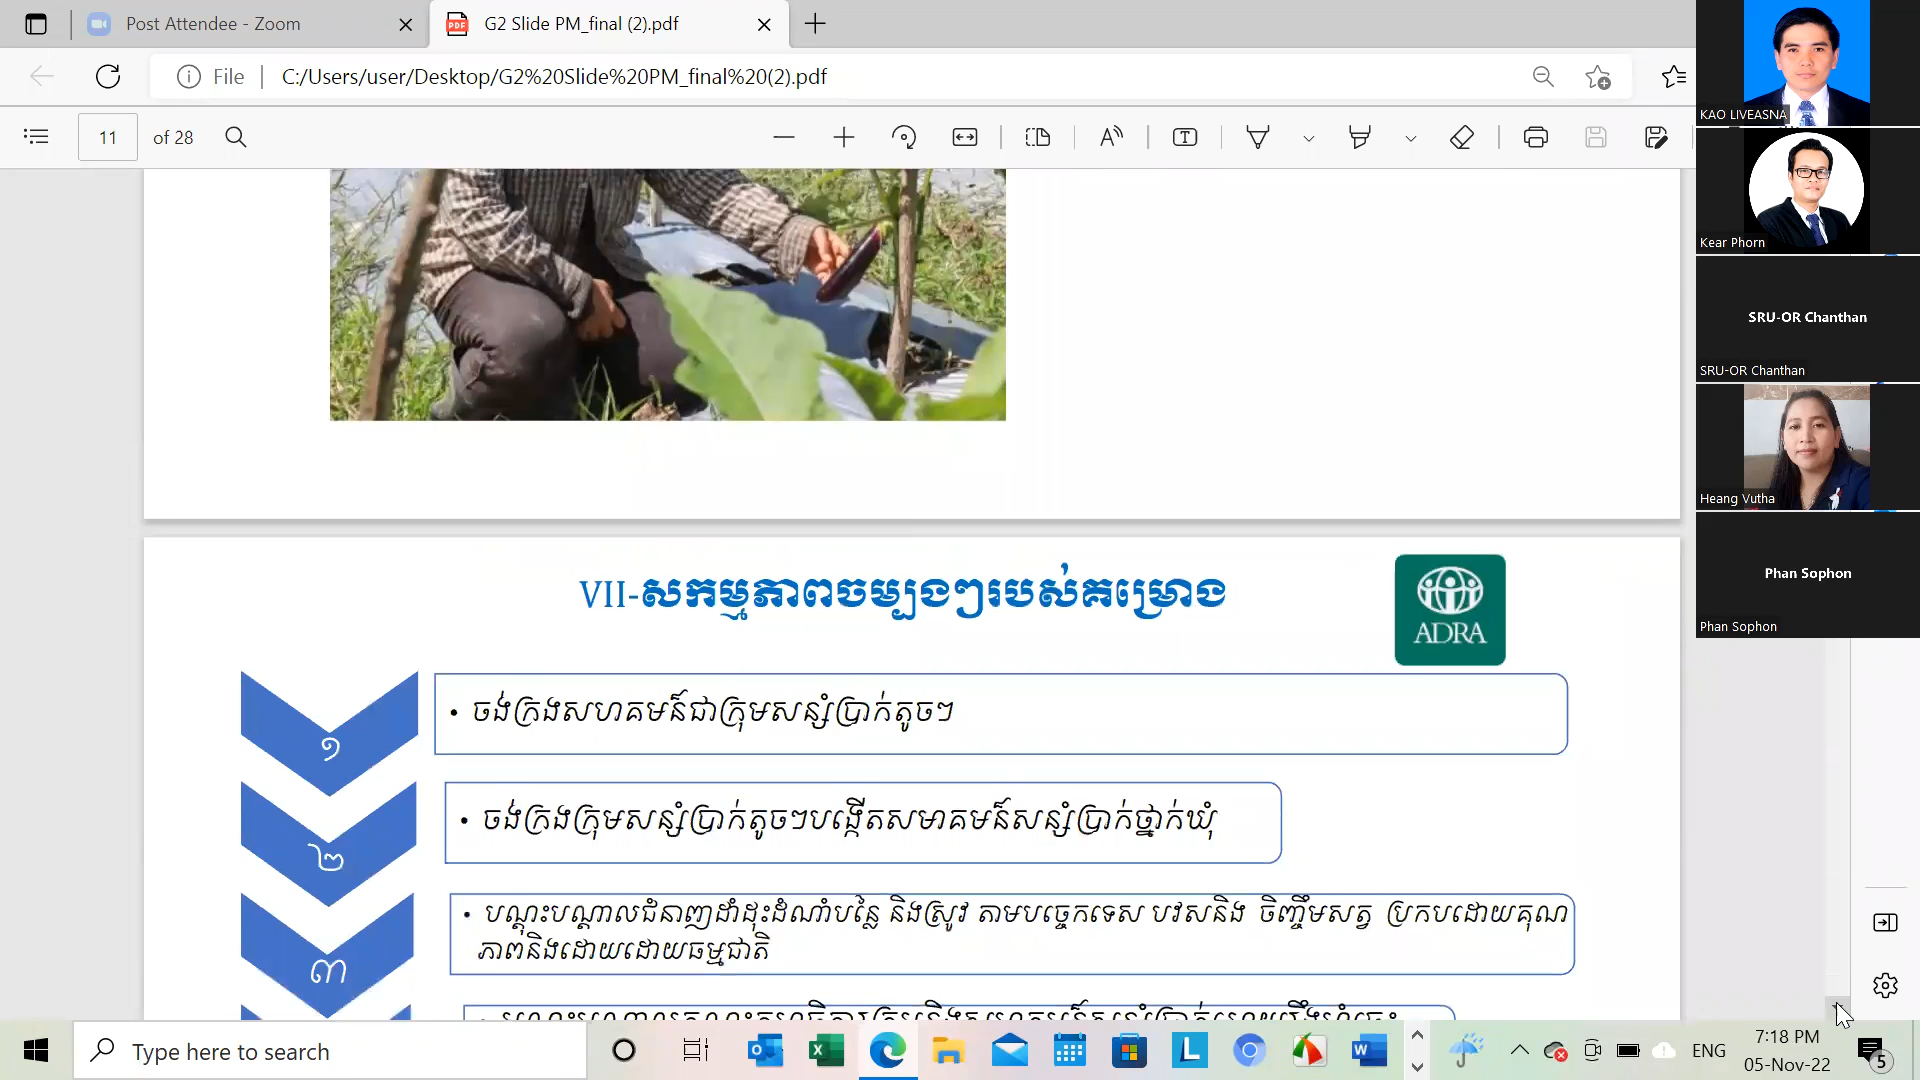 Post Attendee - Zoom
G2 Slide PM_final (2).pdf
File
C:/Users/user/Desktop/G2%20Slide%20PM_final%20(2).pdf
11 of 28
KAO LIVEASNA
Kear Phorn
SRU-OR Chanthan
SRU-OR Chanthan
Heang Vutha
Phan Sophon
Phan Sophon
VII-សកម្មភាពចម្បងៗរបស់គម្រោង
ADRA
១
• ចង់ក្រងសហគមន៍ជាក្រុមសន្សំប្រាក់តូចៗ
២
• ចង់ក្រងក្រុមសន្សំប្រាក់តូចៗបង្កើតសមាគមន៍សន្សំប្រាក់ថ្នាក់ឃុំ
៣
• បណ្តុះបណ្តាលជំនាញដាំដុះដំណាំបន្លៃ និងស្រូវ តាមបច្ចេកទេស បវសនិង ចិញ្ចឹមសត្វ ប្រកបដោយគុណ
ភាពនិងដោយដោយធម្មជាតិ
Type here to search
ENG
7:18 PM
05-Nov-22
5